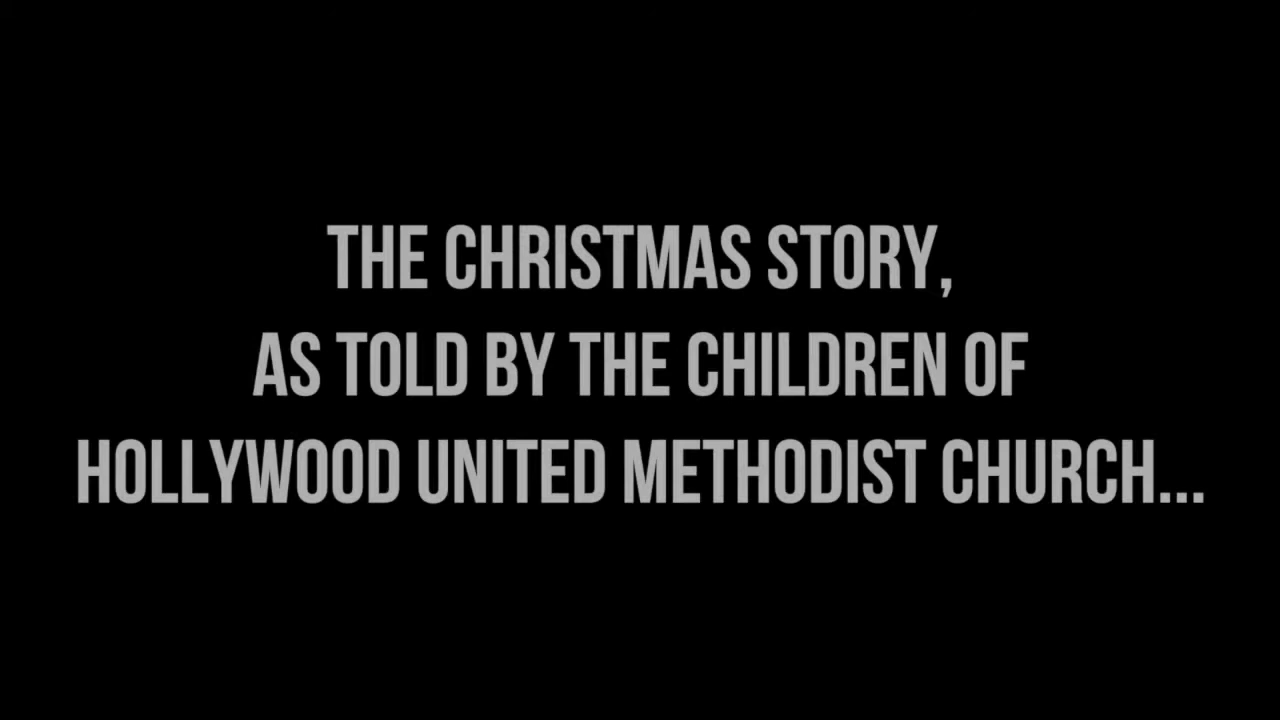 THE CHRISTMAS STORY,
AS TOLD BY THE CHILDREN OF
HOLLYWOOD UNITED METHODIST CHURCH...